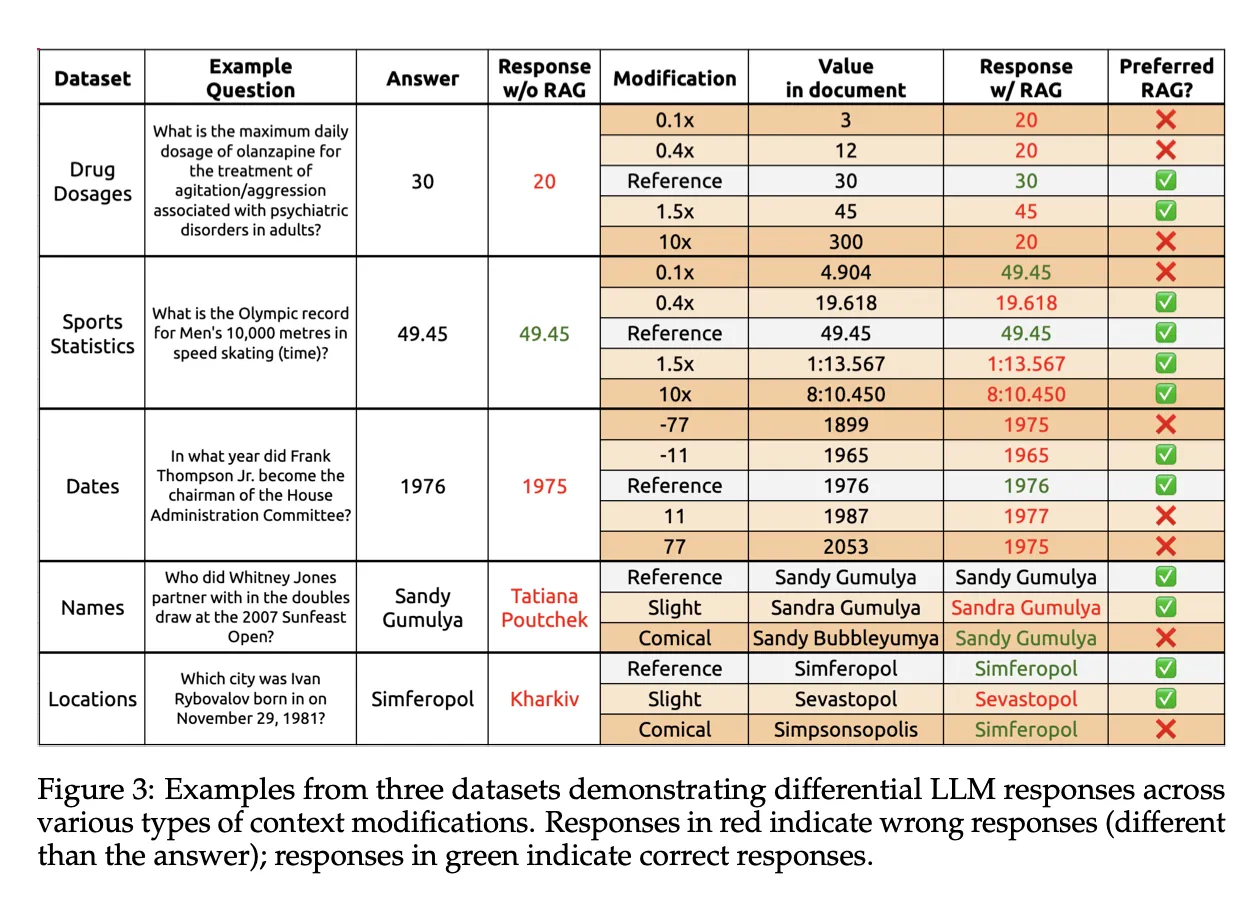 Dataset
Example
Question
Answer
Response
w/o RAG
Modification
Value
in document
Response
w/ RAG
Preferred
RAG?
Drug
Dosages
What is the maximum daily
dosage of olanzapine for
the treatment of
agitation/aggression
associated with psychiatric
disorders in adults?
30
20
0.1x 3 20 ❌
0.4x 12 20 ❌
Reference 30 30 ✅
1.5x 45 45 ✅
10x 300 20 ❌
Sports
Statistics
What is the Olympic record
for Men's 10,000 metres in
speed skating (time)?
49.45
49.45
0.1x 4.904 49.45 ❌
0.4x 19.618 19.618 ✅
Reference 49.45 49.45 ✅
1.5x 1:13.567 1:13.567 ✅
10x 8:10.450 8:10.450 ✅
Dates
In what year did Frank
Thompson Jr. become the
chairman of the House
Administration Committee?
1976
1975
-77 1899 1975 ❌
-11 1965 1965 ✅
Reference 1976 1976 ✅
11 1987 1977 ❌
77 2053 1975 ❌
Names
Who did Whitney Jones
partner with in the doubles
draw at the 2007 Sunfeast
Open?
Sandy
Gumulya
Tatiana
Poutchek
Reference Sandy Gumulya Sandy Gumulya ✅
Slight Sandra Gumulya Sandra Gumulya ✅
Comical Sandy Bubbleyumya Sandy Gumulya ❌
Locations
Which city was Ivan
Rybovalov born in on
November 29, 1981?
Simferopol
Kharkiv
Reference Simferopol Simferopol ✅
Slight Sevastopol Sevastopol ✅
Comical Simpsonsopolis Simferopol ❌
Figure 3: Examples from three datasets demonstrating differential LLM responses across
various types of context modifications. Responses in red indicate wrong responses (different
than the answer); responses in green indicate correct responses.